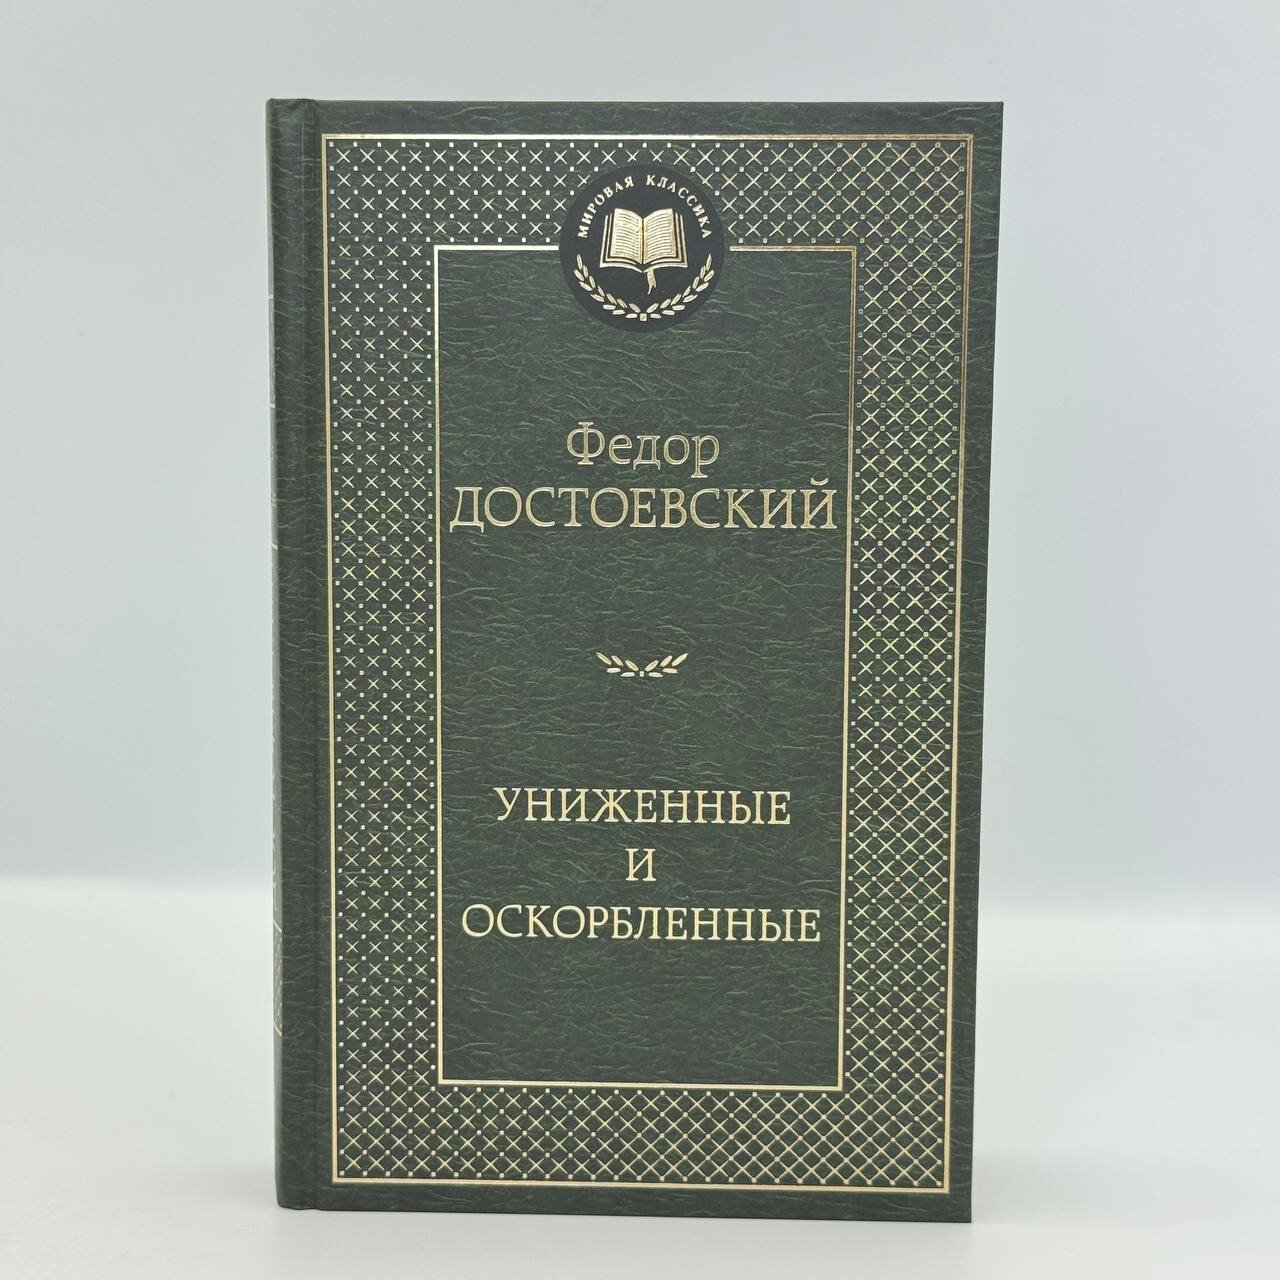 МИРОВАЯ КЛАССИКА
Федор
ДОСТОЕВСКИЙ
УНИЖЕННЫЕ
И
ОСКОРБЛЕННЫЕ